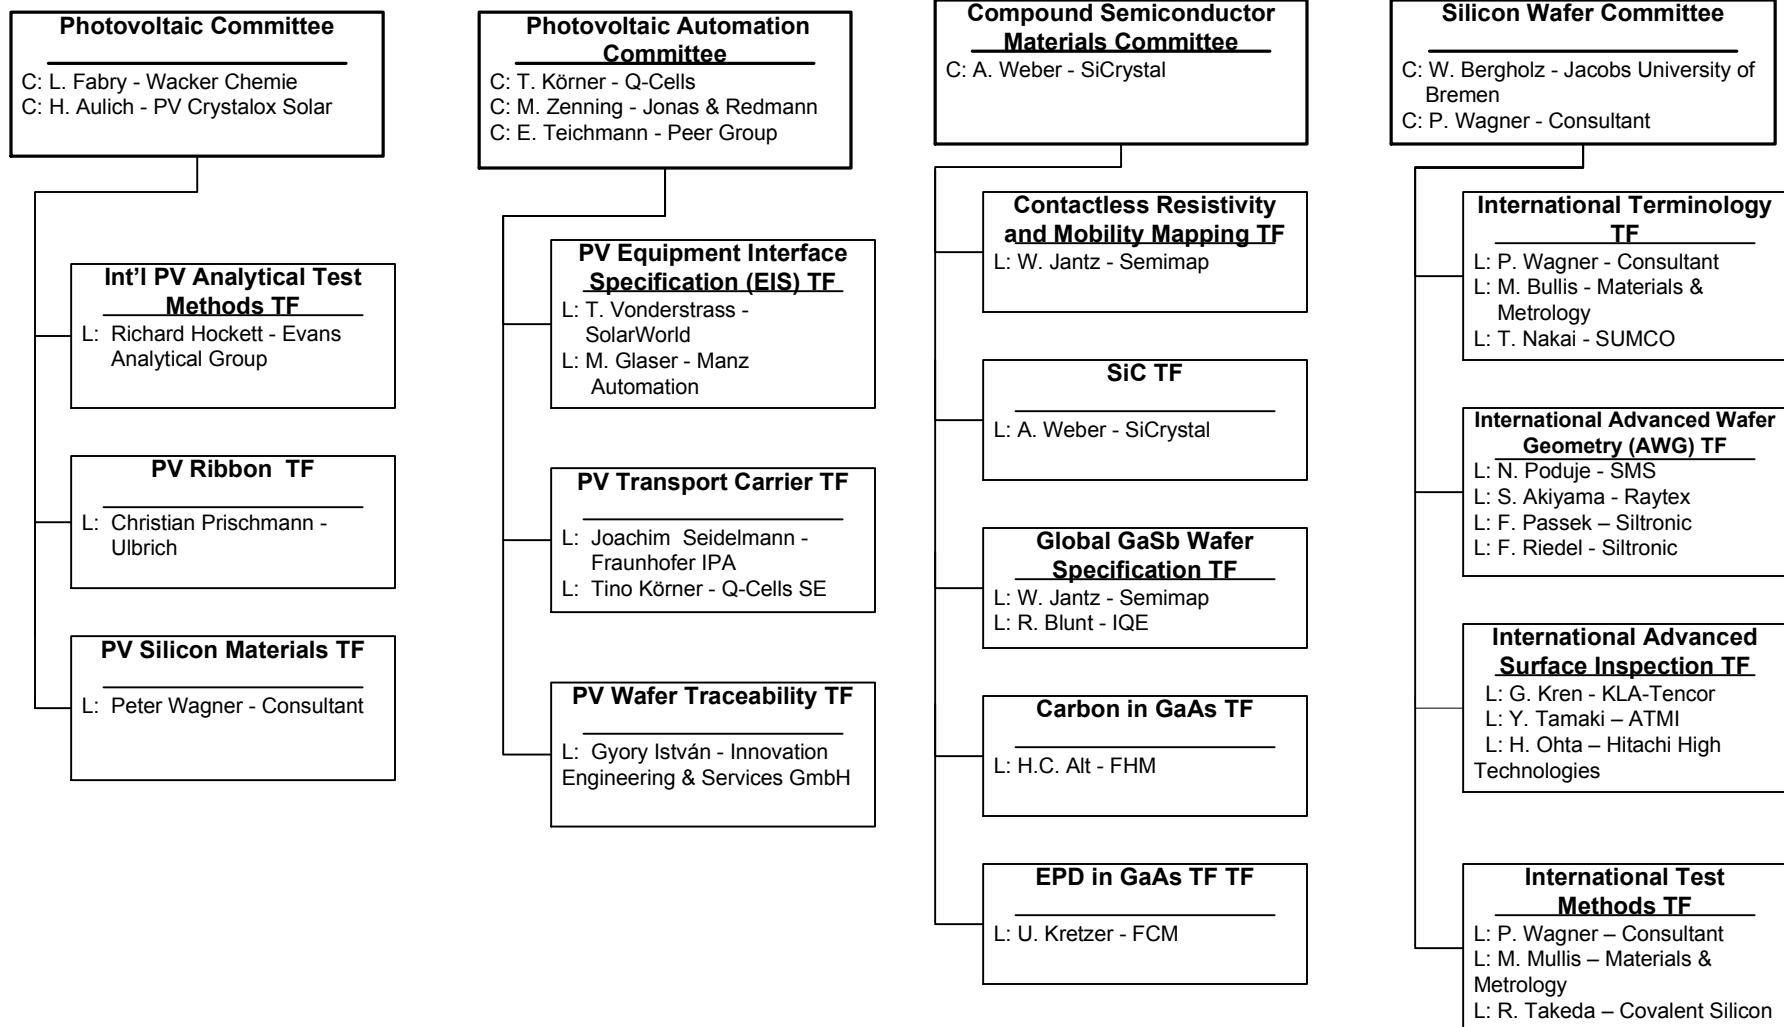 Photovoltaic Committee
C: L. Fabry - Wacker Chemie
C: H. Aulich - PV Crystalox Solar
Int’l PV Analytical Test
Methods TF
L: Richard Hockett - Evans
Analytical Group
PV Ribbon TF
L: Christian Prischmann -
Ulbrich
PV Silicon Materials TF
L: Peter Wagner - Consultant
Photovoltaic Automation
Committee
C: T. Körner - Q-Cells
C: M. Zenning - Jonas & Redmann
C: E. Teichmann - Peer Group
PV Equipment Interface
Specification (EIS) TF
L: T. Vonderstrass -
SolarWorld
L: M. Glaser - Manz
Automation
PV Transport Carrier TF
L: Joachim Seidelmann -
Fraunhofer IPA
L: Tino Körner - Q-Cells SE
PV Wafer Traceability TF
L: Gyory István - Innovation
Engineering & Services GmbH
Compound Semiconductor
Materials Committee
C: A. Weber - SiCrystal
Contactless Resistivity
and Mobility Mapping TF
L: W. Jantz - Semimap
SiC TF
L: A. Weber - SiCrystal
Global GaSb Wafer
Specification TF
L: W. Jantz - Semimap
L: R. Blunt - IQE
Carbon in GaAs TF
L: H.C. Alt - FHM
EPD in GaAs TF TF
L: U. Kretzer - FCM
Silicon Wafer Committee
C: W. Bergholz - Jacobs University of
Bremen
C: P. Wagner - Consultant
International Terminology
TF
L: P. Wagner - Consultant
L: M. Bullis - Materials &
Metrology
L: T. Nakai - SUMCO
International Advanced Wafer
Geometry (AWG) TF
L: N. Poduje - SMS
L: S. Akiyama - Raytex
L: F. Passek – Siltronic
L: F. Riedel - Siltronic
International Advanced
Surface Inspection TF
L: G. Kren - KLA-Tencor
L: Y. Tamaki – ATMI
L: H. Ohta – Hitachi High
Technologies
International Test
Methods TF
L: P. Wagner – Consultant
L: M. Mullis – Materials &
Metrology
L: R. Takeda – Covalent Silicon